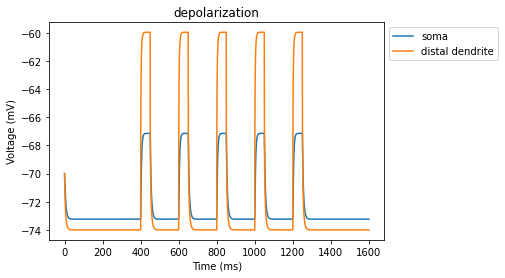 depolarization
soma
distal dendrite
Voltage (mV)
−60
−62
−64
−66
−68
−70
−72
−74
0 200 400 600 800 1000 1200 1400 1600
Time (ms)